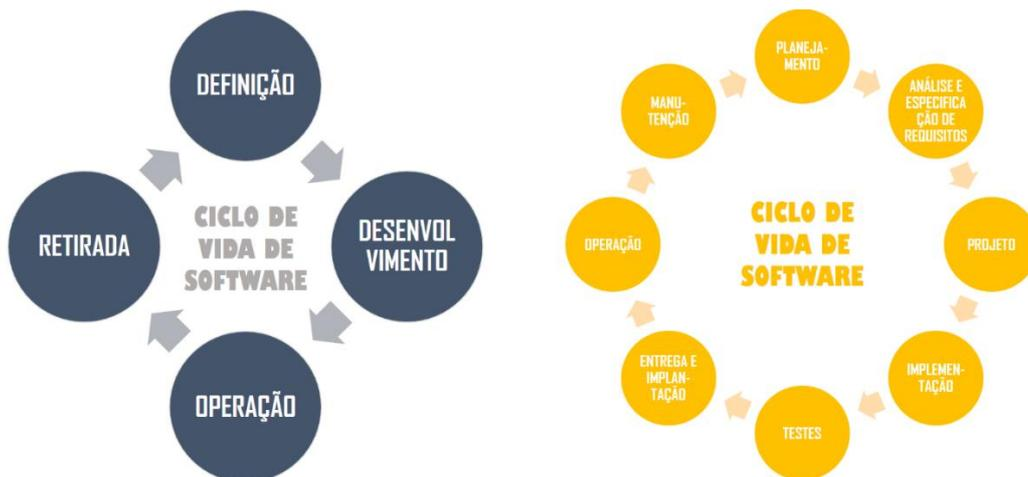 DEFINIÇÃO
DESENVOL
VIMENTO
OPERAÇÃO
RETIRADA
CICLO DE
VIDA DE
SOFTWARE
PLANEJA-
MENTO
ANÁLISE E
ESPECIFICA
ÇÃO DE
REQUISITOS
PROJETO
IMPLEMEN-
TAÇÃO
TESTES
ENTREGA E
IMPLAN-
TAÇÃO
OPERAÇÃO
MANU-
TENÇÃO
CICLO DE
VIDA DE
SOFTWARE